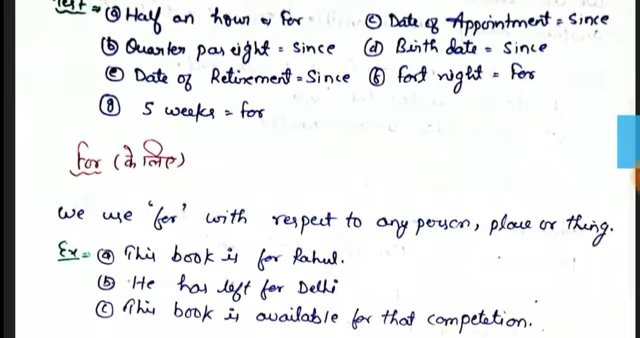 Test = ⓐ Half an hour = For ⓒ Date of Appointment = Since
ⓑ Quarter pas eight = since ⓓ Birth date = Since
ⓔ Date of Retirement = Since ⓕ Fort night = For
ⓖ 5 weeks = for
For (के लिए)
We use 'for' with respect to any person, place or thing.
Ex = ⓐ This book is for Rahul.
ⓑ He has left for Delhi
ⓒ This book is available for that competetion.